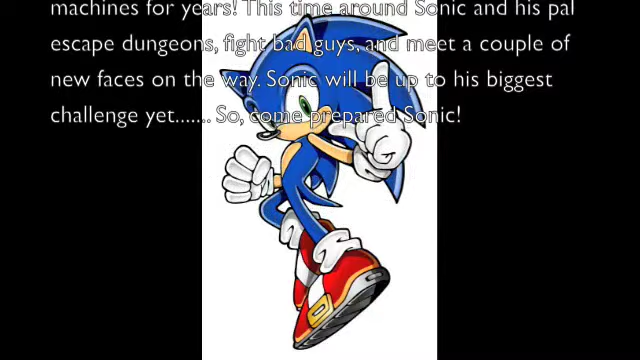 machines for years! This time around Sonic and his pal
escape dungeons, fight bad guys, and meet a couple of
new faces on the way. Sonic will be up to his biggest
challenge yet....... So, come prepared Sonic!